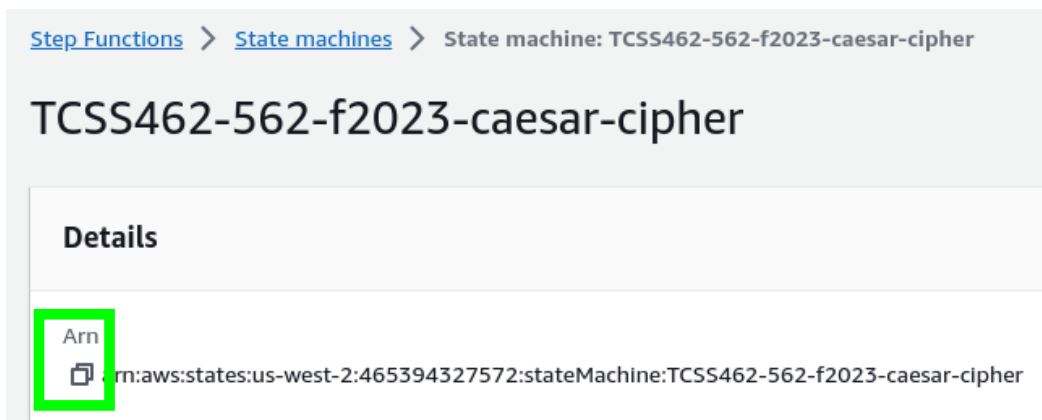 Step Functions > State machines > State machine: TCSS462-562-f2023-caesar-cipher
TCSS462-562-f2023-caesar-cipher
Details
Arn
arn:aws:states:us-west-2:465394327572:stateMachine:TCSS462-562-f2023-caesar-cipher